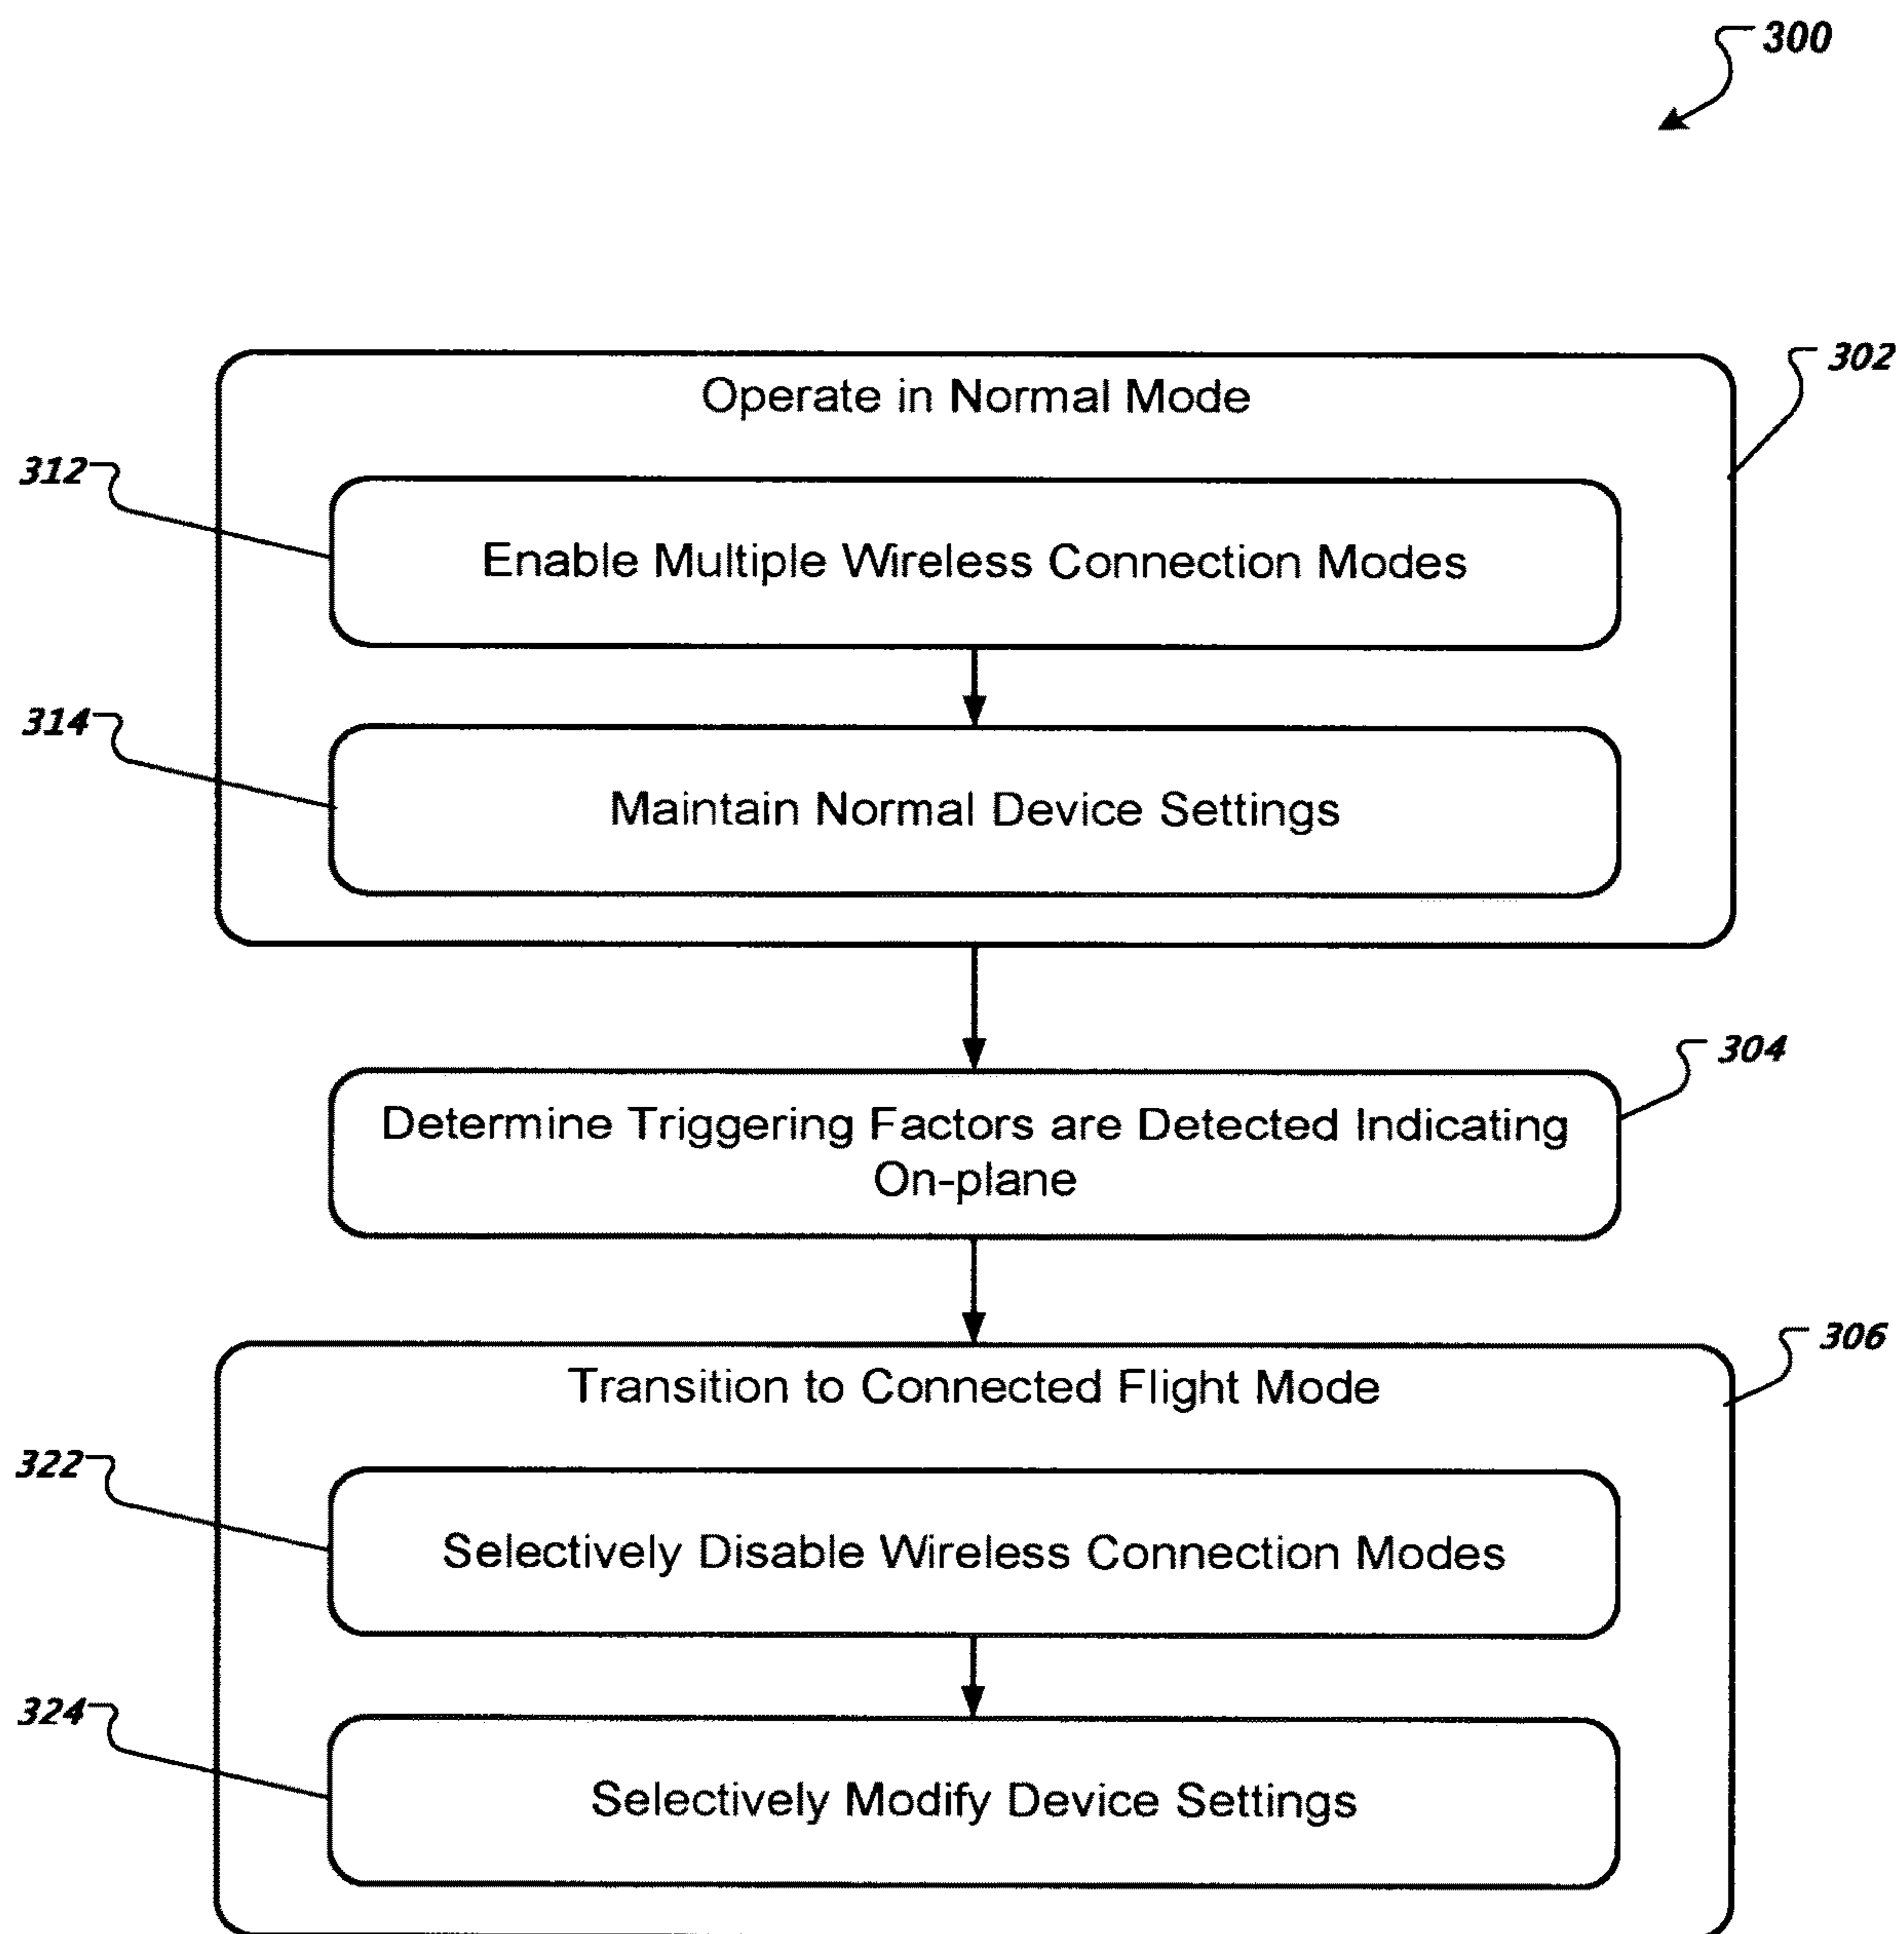 300
302
Operate in Normal Mode
312
Enable Multiple Wireless Connection Modes
314
Maintain Normal Device Settings
304
Determine Triggering Factors are Detected Indicating
On-plane
306
Transition to Connected Flight Mode
322
Selectively Disable Wireless Connection Modes
324
Selectively Modify Device Settings